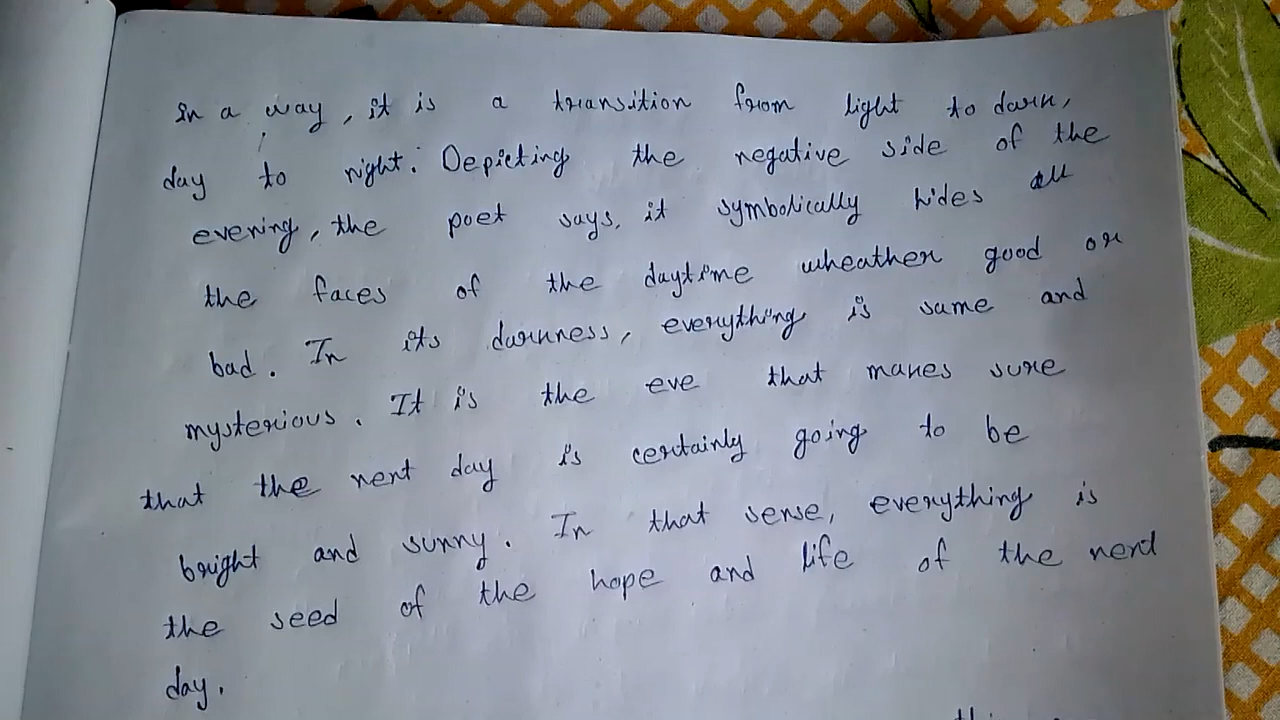 In a way, it is a transition from light to dark,
day to night. Depicting the negative side of the
evening, the poet says, it symbolically hides all
the faces of the daytime wheather good or
bad. In its darkness, everything is same and
mysterious. It is the eve that makes sure
that the next day is certainly going to be
bright and sunny. In that sense, everything is
the seed of the hope and life of the next
day.